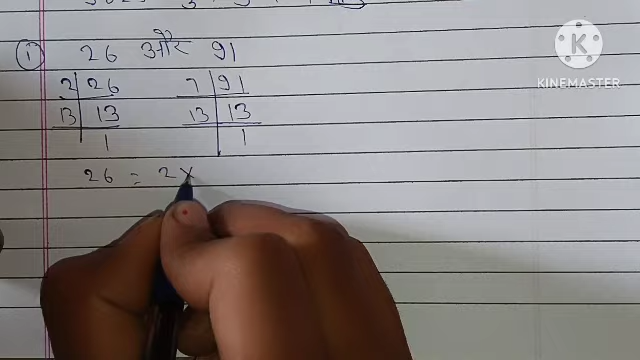 ① 26 और 91
2 | 26 7 | 91
13 | 13 13 | 13
1 1
26 = 2 ×
K
KINEMASTER